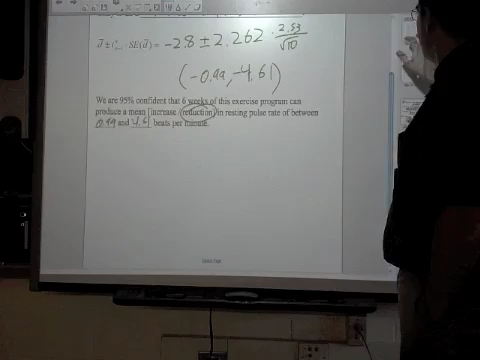 d̄ ± t*ₙ₋₁ · SE(d̄) = -2.8 ± 2.262 · 2.53/√10
(-0.99, -4.61)
We are 95% confident that 6 weeks of this exercise program can
produce a mean [increase / reduction] in resting pulse rate of between
0.99 and 4.61 beats per minute.